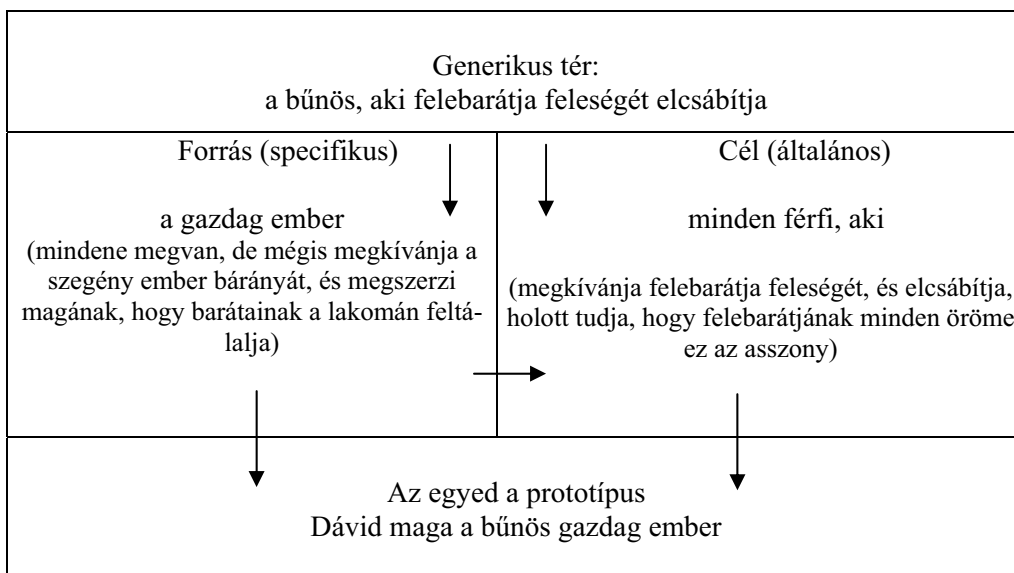 Generikus tér:
a bűnös, aki felebarátja feleségét elcsábítja
Forrás (specifikus)
a gazdag ember
(mindene megvan, de mégis megkívánja a
szegény ember bárányát, és megszerzi
magának, hogy barátainak a lakomán feltá-
lalja)
Cél (általános)
minden férfi, aki
(megkívánja felebarátja feleségét, és elcsábítja,
holott tudja, hogy felebarátjának minden öröme
ez az asszony)
Az egyed a prototípus
Dávid maga a bűnös gazdag ember